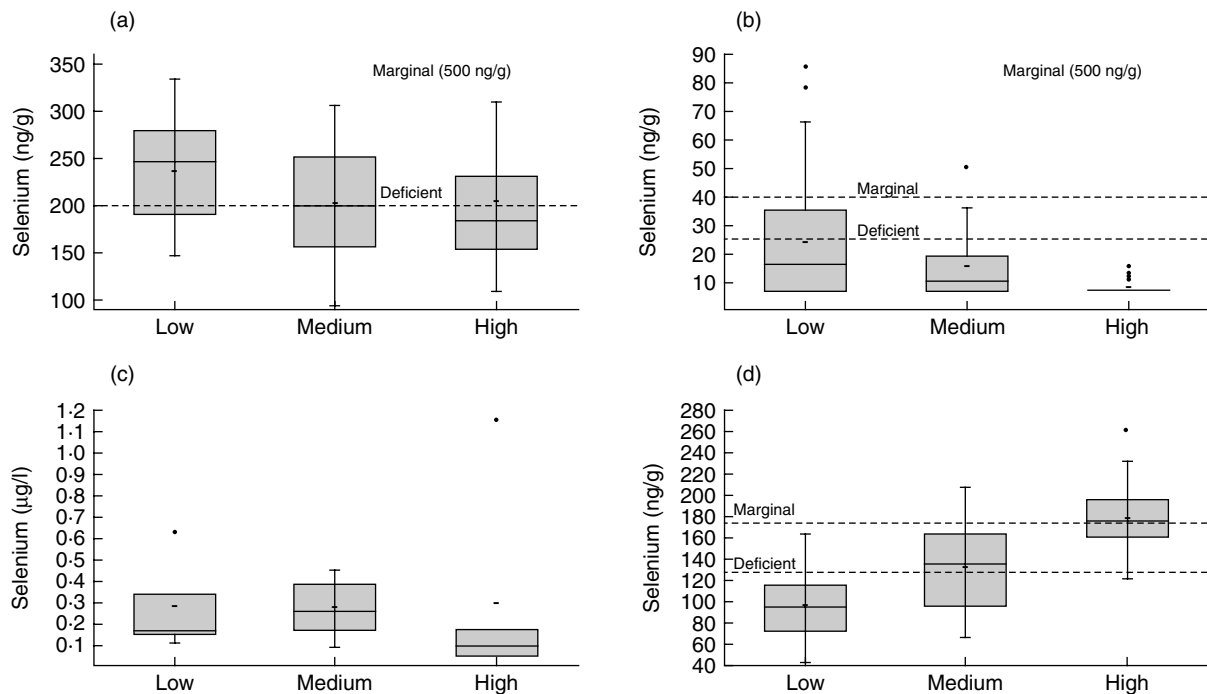 (a)
Selenium (ng/g)
350
300
250
200
150
100
Marginal (500 ng/g)
Deficient
Low Medium High
(b)
Selenium (ng/g)
90
80
70
60
50
40
30
20
10
Marginal (500 ng/g)
Marginal
Deficient
Low Medium High
(c)
Selenium (µg/l)
1·2
1·1
1·0
0·9
0·8
0·7
0·6
0·5
0·4
0·3
0·2
0·1
Low Medium High
(d)
Selenium (ng/g)
280
260
240
220
200
180
160
140
120
100
80
60
40
Marginal
Deficient
Low Medium High